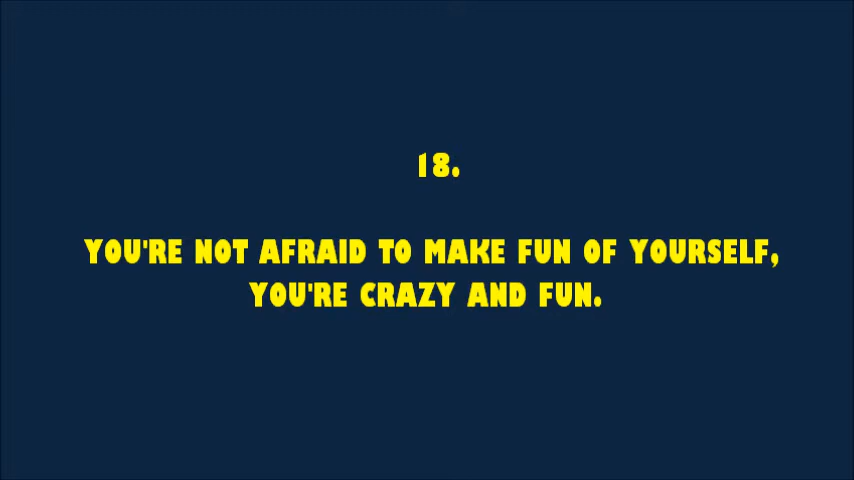 18.
YOU'RE NOT AFRAID TO MAKE FUN OF YOURSELF,
YOU'RE CRAZY AND FUN.